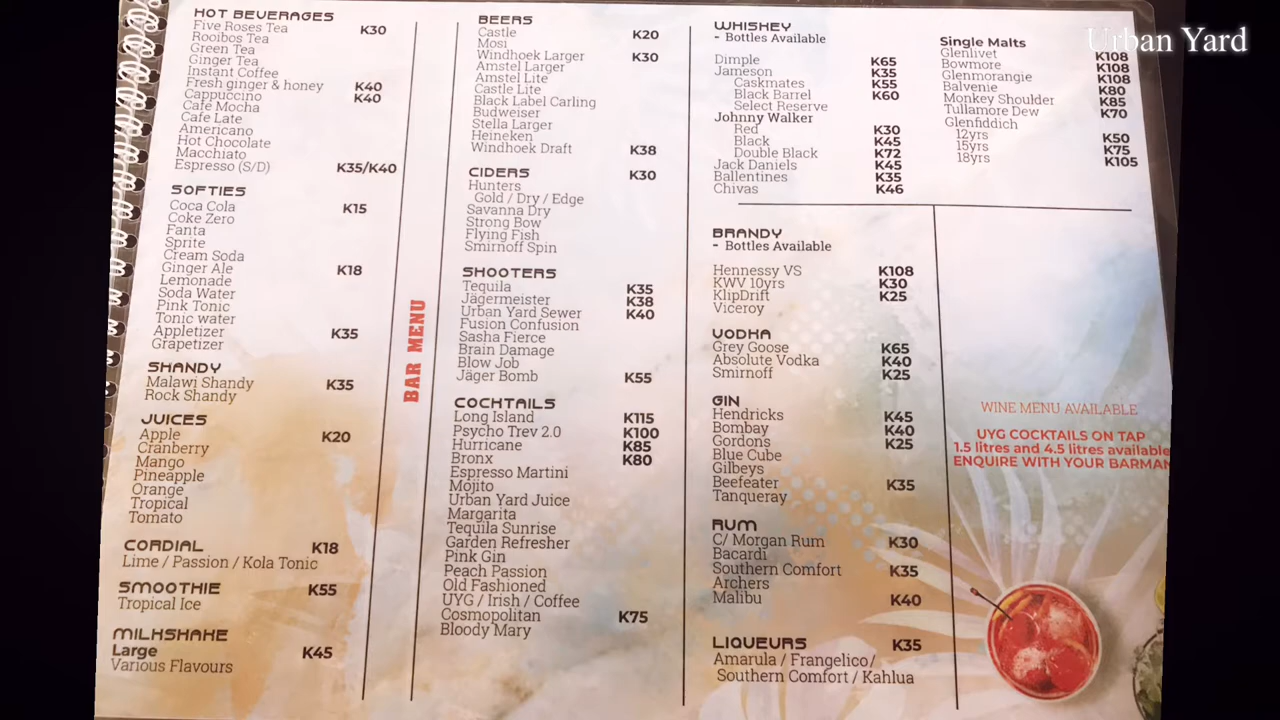 Urban Yard
HOT BEVERAGES
Five Roses Tea K30
Rooibos Tea
Green Tea
Ginger Tea
Instant Coffee
Fresh ginger & honey K40
Cappuccino K40
Cafe Mocha
Cafe Late
Americano
Hot Chocolate
Macchiato
Espresso (S/D) K35/K40
SOFTIES
Coca Cola K15
Coke Zero
Fanta
Sprite
Cream Soda
Ginger Ale K18
Lemonade
Soda Water
Pink Tonic
Tonic water
Appletizer K35
Grapetizer
SHANDY
Malawi Shandy K35
Rock Shandy
JUICES
Apple K20
Cranberry
Mango
Pineapple
Orange
Tropical
Tomato
CORDIAL K18
Lime / Passion / Kola Tonic
SMOOTHIE K55
Tropical Ice
MILKSHAKE
Large K45
Various Flavours
BAR MENU
BEERS
Castle K20
Mosi
Windhoek Larger K30
Amstel Larger
Amstel Lite
Castle Lite
Black Label Carling
Budweiser
Stella Larger
Heineken
Windhoek Draft K38
CIDERS K30
Hunters
Gold / Dry / Edge
Savanna Dry
Strong Bow
Flying Fish
Smirnoff Spin
SHOOTERS
Tequila K35
Jägermeister K38
Urban Yard Sewer K40
Fusion Confusion
Sasha Fierce
Brain Damage
Blow Job
Jäger Bomb K55
COCHTAILS
Long Island K115
Psycho Trev 2.0 K100
Hurricane K85
Bronx K80
Espresso Martini
Mojito
Urban Yard Juice
Margarita
Tequila Sunrise
Garden Refresher
Pink Gin
Peach Passion
Old Fashioned
UYG / Irish / Coffee
Cosmopolitan K75
Bloody Mary
WHISKEY
- Bottles Available
Dimple K65
Jameson K35
Caskmates K55
Black Barrel K60
Select Reserve
Johnny Walker
Red K30
Black K45
Double Black K72
Jack Daniels K45
Ballentines K35
Chivas K46
Single Malts
Glenlivet K108
Bowmore K108
Glenmorangie K108
Balvenie K80
Monkey Shoulder K85
Tullamore Dew K70
Glenfiddich
12yrs K50
15yrs K75
18yrs K105
BRANDY
- Bottles Available
Hennessy VS K108
KWV 10yrs K30
KlipDrift K25
Viceroy
VODKA
Grey Goose K65
Absolute Vodka K40
Smirnoff K25
GIN
Hendricks K45
Bombay K40
Gordons K25
Blue Cube
Gilbeys
Beefeater K35
Tanqueray
RUM
C/ Morgan Rum K30
Bacardi
Southern Comfort K35
Archers
Malibu K40
LIQUEURS K35
Amarula / Frangelico/
Southern Comfort / Kahlua
WINE MENU AVAILABLE
UYG COCKTAILS ON TAP
1.5 litres and 4.5 litres available
ENQUIRE WITH YOUR BARMAN